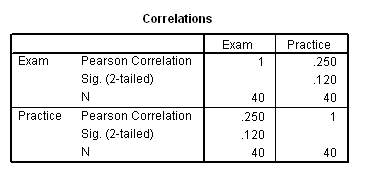 Correlations
Exam Practice
Exam Pearson Correlation 1 .250
Sig. (2-tailed) .120
N 40 40
Practice Pearson Correlation .250 1
Sig. (2-tailed) .120
N 40 40